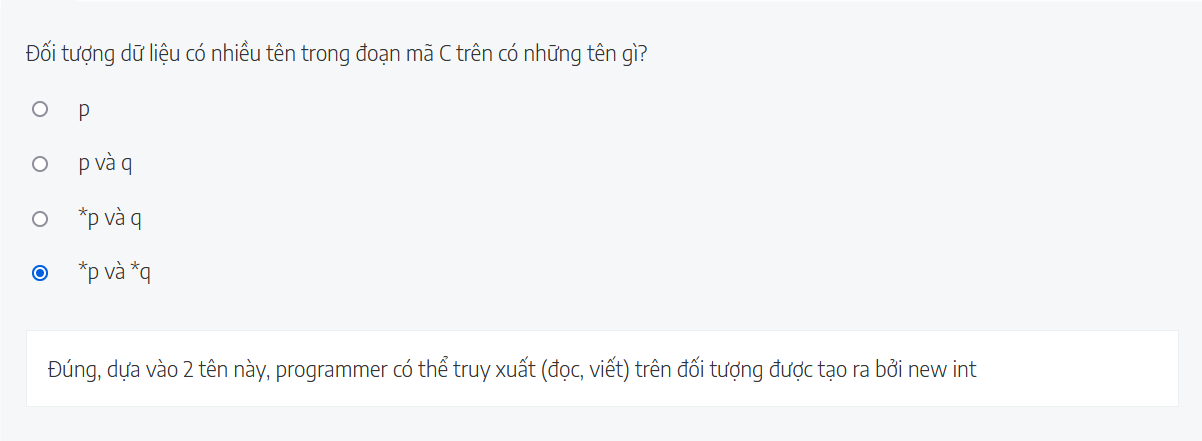 Đối tượng dữ liệu có nhiều tên trong đoạn mã C trên có những tên gì?
p
p và q
*p và q
*p và *q
Đúng, dựa vào 2 tên này, programmer có thể truy xuất (đọc, viết) trên đối tượng được tạo ra bởi new int